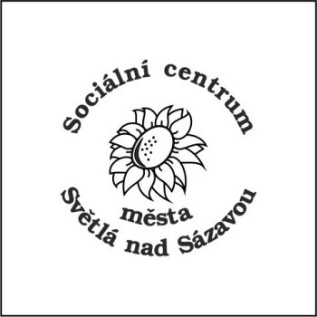 Sociální centrum
města
Světlá nad Sázavou